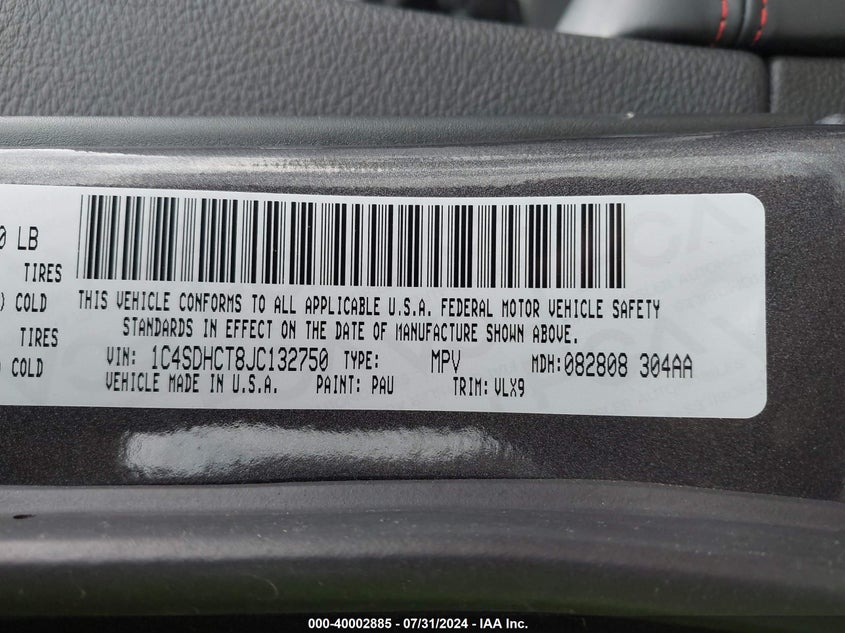 0 LB
TIRES
) COLD
TIRES
) COLD
THIS VEHICLE CONFORMS TO ALL APPLICABLE U.S.A. FEDERAL MOTOR VEHICLE SAFETY
STANDARDS IN EFFECT ON THE DATE OF MANUFACTURE SHOWN ABOVE.
VIN: 1C4SDHCT8JC132750 TYPE: MPV MDH:082808 304AA
VEHICLE MADE IN U.S.A. PAINT: PAU TRIM: VLX9
000-40002885 - 07/31/2024 - IAA Inc.